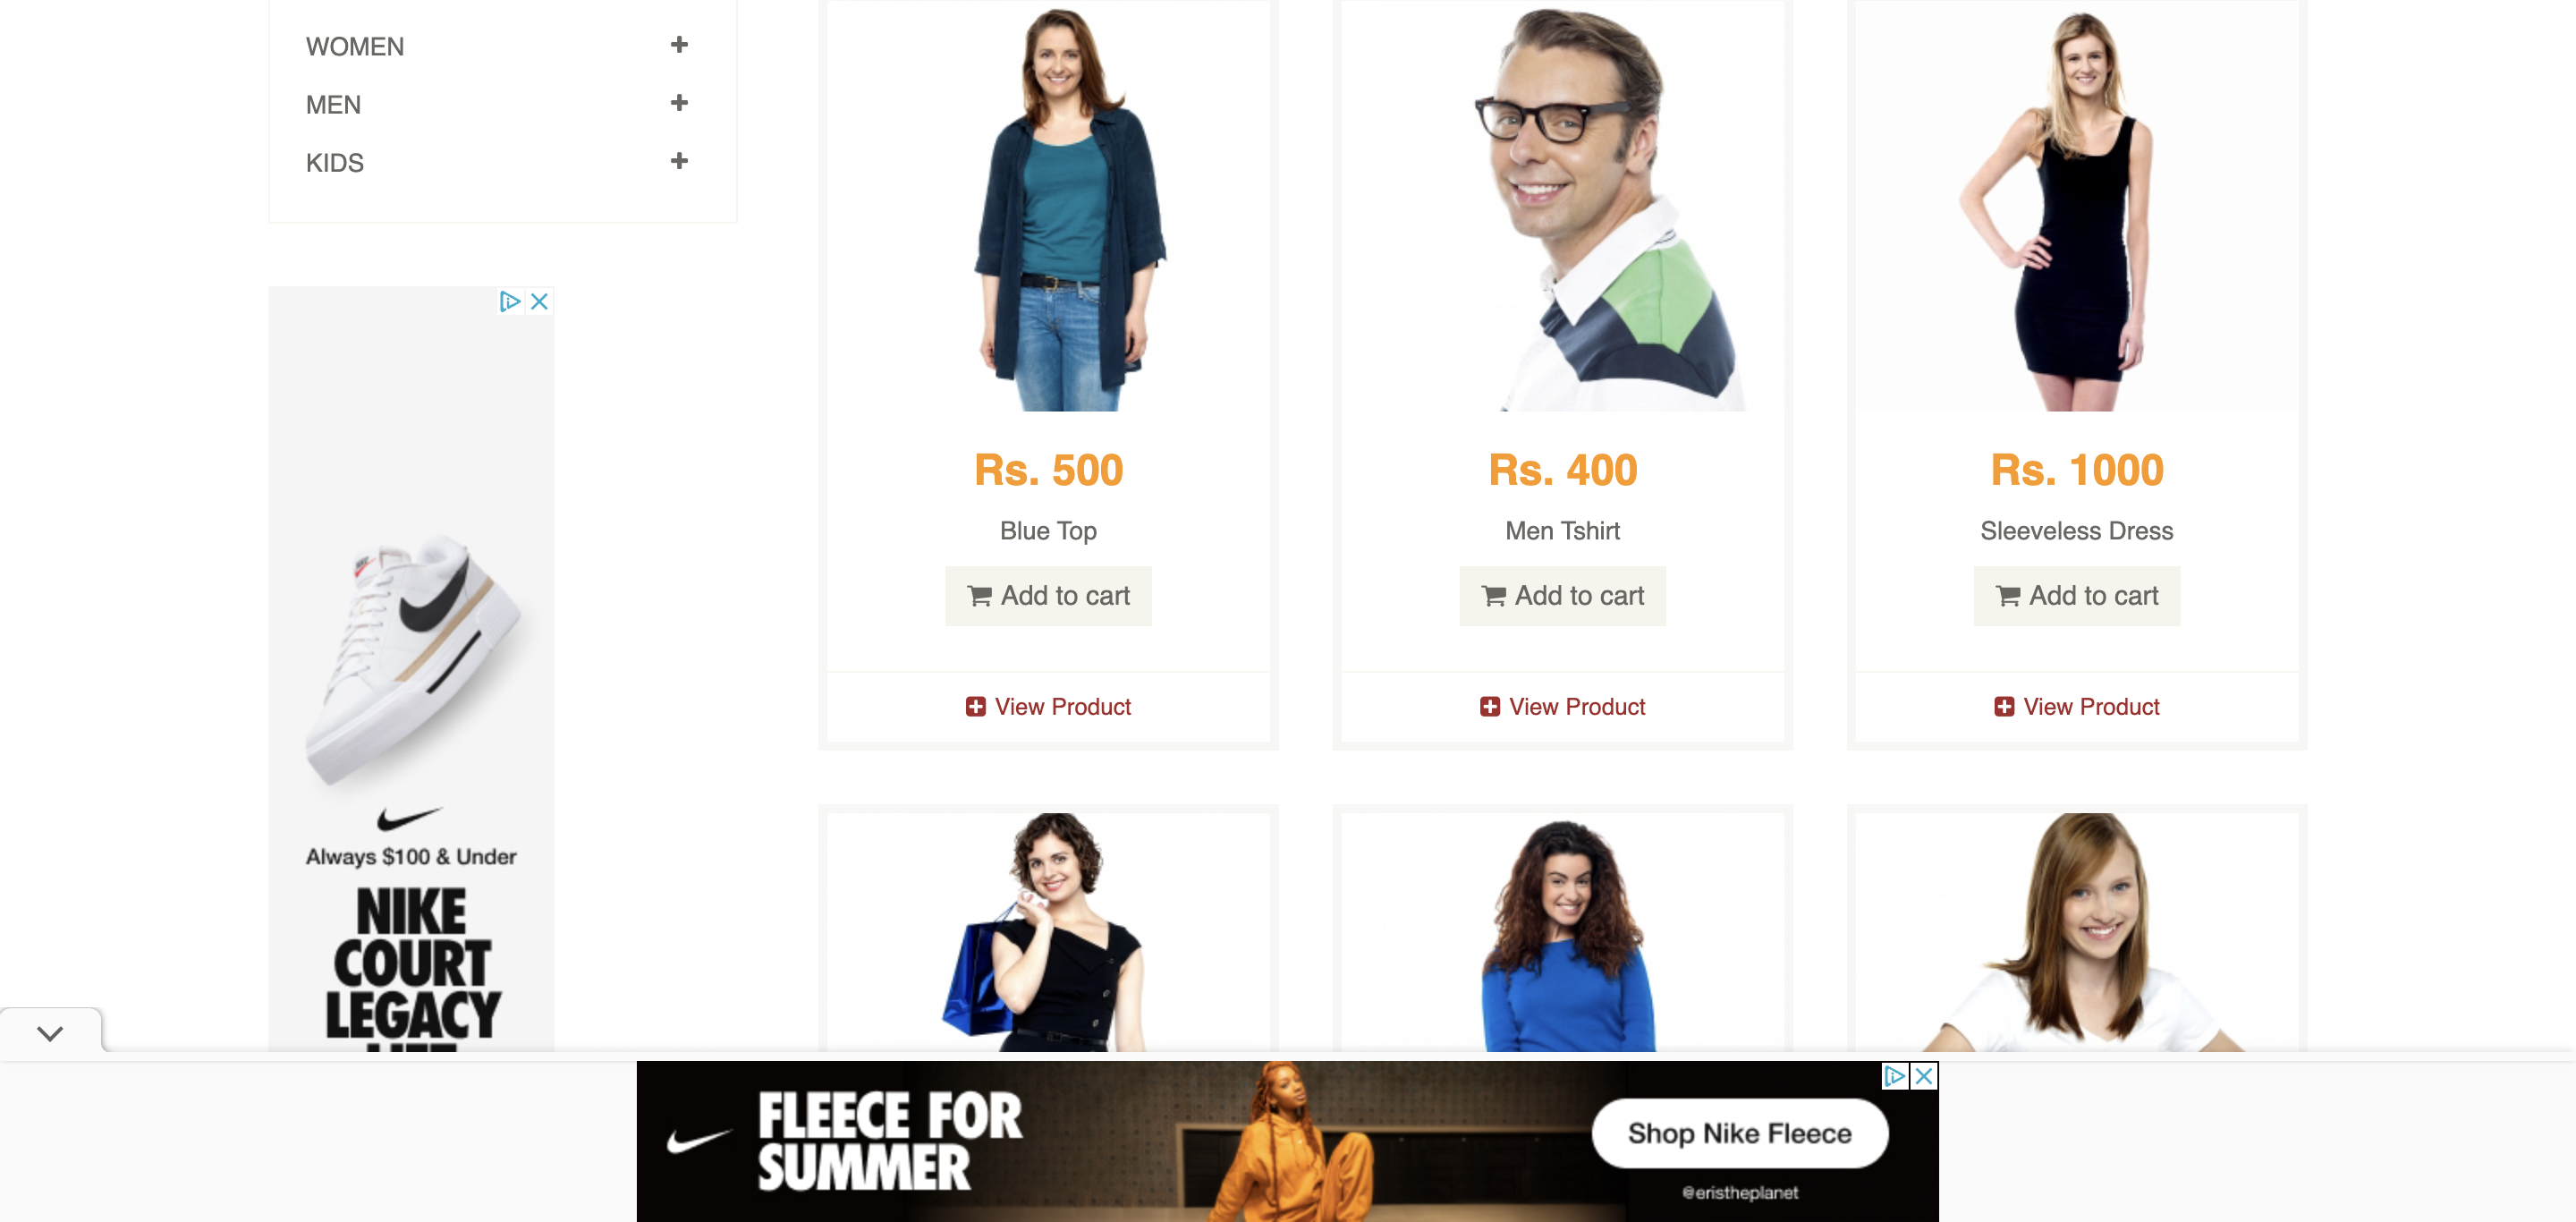 WOMEN
MEN
KIDS
Always $100 & Under
NIKE
COURT
LEGACY
Rs. 500
Blue Top
Add to cart
View Product
Rs. 400
Men Tshirt
Add to cart
View Product
Rs. 1000
Sleeveless Dress
Add to cart
View Product
FLEECE FOR
SUMMER
Shop Nike Fleece
@eristheplanet